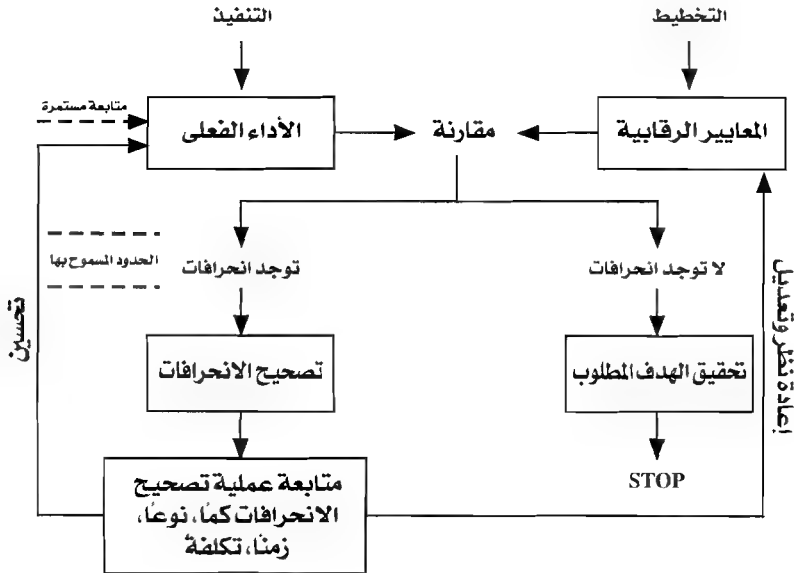 التخطيط
التنفيذ
المعايير الرقابية
مقارنة
الأداء الفعلى
متابعة مستمرة
لا توجد انحرافات
توجد انحرافات
الحدود المسموح بها
إعادة نظر وتعديل
تحسين
تحقيق الهدف المطلوب
تصحيح الانحرافات
STOP
متابعة عملية تصحيح
الانحرافات كمًا، نوعًا،
زمنًا، تكلفة